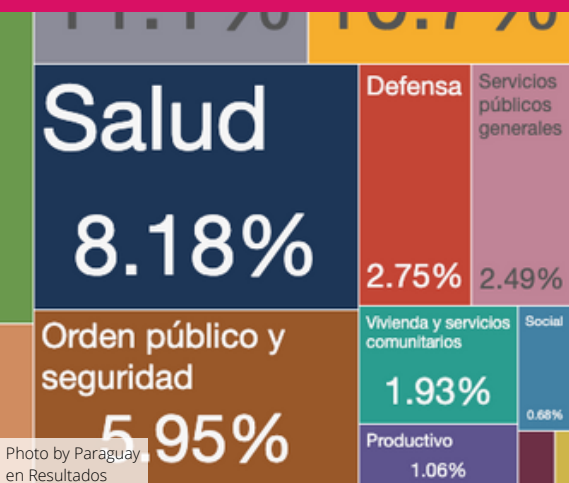 Salud
8.18%
Defensa
2.75%
Servicios
públicos
generales
2.49%
Orden público y
seguridad
5.95%
Vivienda y servicios
comunitarios
1.93%
Social
0.68%
Productivo
1.06%
Photo by Paraguay
en Resultados